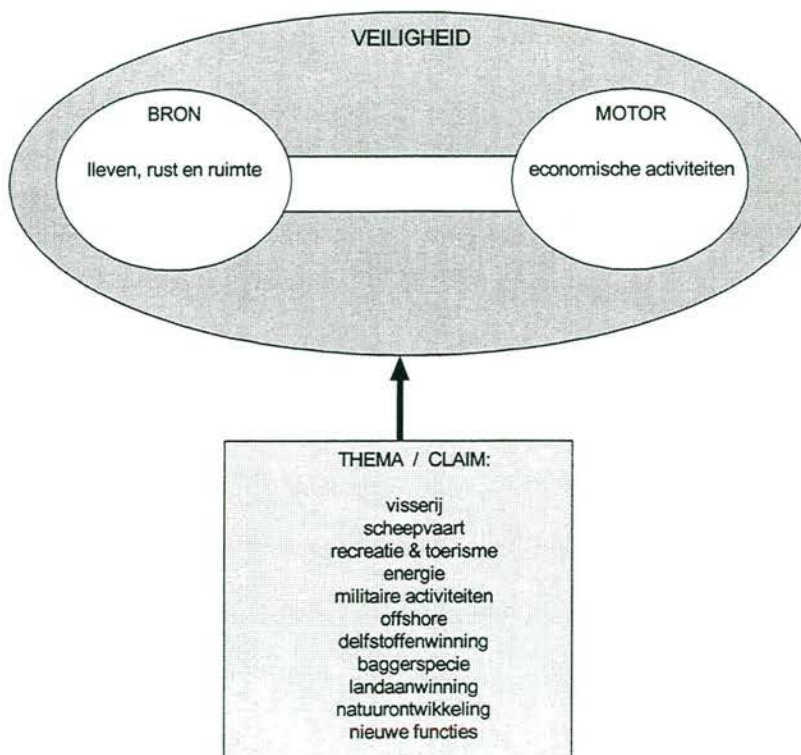 VEILIGHEID
BRON
MOTOR
lleven, rust en ruimte
economische activiteiten
THEMA / CLAIM:
visserij
scheepvaart
recreatie & toerisme
energie
militaire activiteiten
offshore
delfstoffenwinning
baggerspecie
landaanwinning
natuurontwikkeling
nieuwe functies